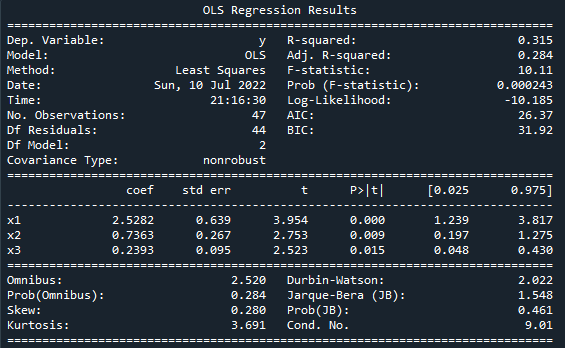 OLS Regression Results
==============================================================================
Dep. Variable:                      y   R-squared:                       0.315
Model:                            OLS   Adj. R-squared:                  0.284
Method:                 Least Squares   F-statistic:                     10.11
Date:                Sun, 10 Jul 2022   Prob (F-statistic):           0.000243
Time:                        21:16:30   Log-Likelihood:                -10.185
No. Observations:                  47   AIC:                             26.37
Df Residuals:                      44   BIC:                             31.92
Df Model:                           2
Covariance Type:            nonrobust
==============================================================================
                 coef    std err          t      P>|t|      [0.025      0.975]
------------------------------------------------------------------------------
x1             2.5282      0.639      3.954      0.000       1.239       3.817
x2             0.7363      0.267      2.753      0.009       0.197       1.275
x3             0.2393      0.095      2.523      0.015       0.048       0.430
==============================================================================
Omnibus:                        2.520   Durbin-Watson:                   2.022
Prob(Omnibus):                  0.284   Jarque-Bera (JB):                1.548
Skew:                           0.280   Prob(JB):                        0.461
Kurtosis:                       3.691   Cond. No.                         9.01
==============================================================================